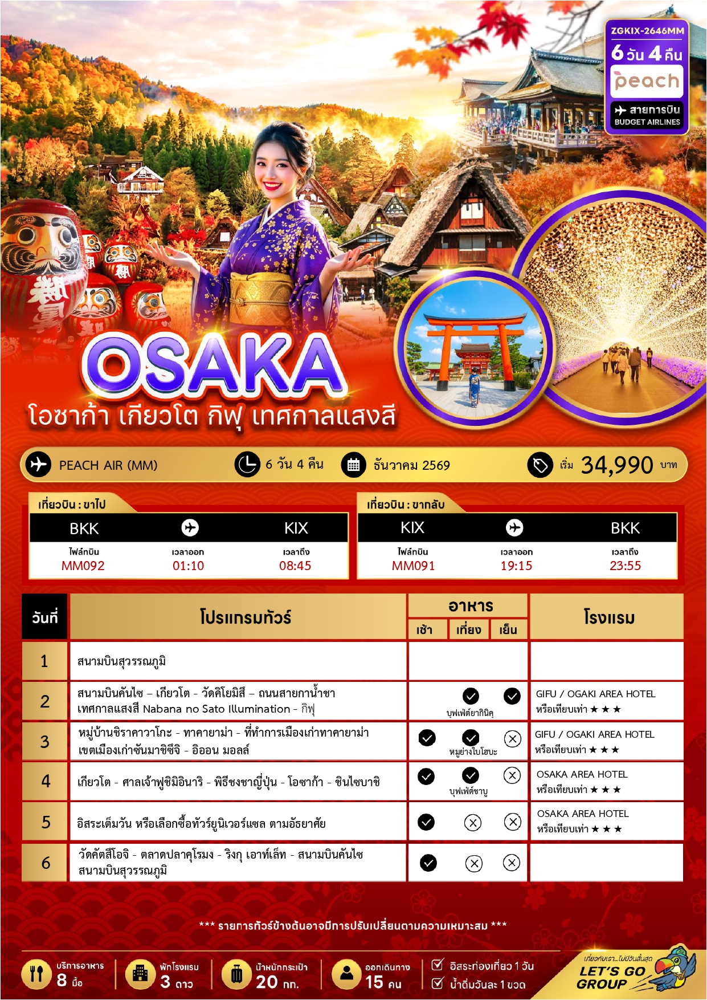 ZGKIX-2646MM
6 วัน 4 คืน
peach
สายการบิน
BUDGET AIRLINES
OSAKA
โอซาก้า เกียวโต กิฟุ เทศกาลแสงสี
PEACH AIR (MM) 6 วัน 4 คืน ธันวาคม 2569 เริ่ม 34,990 บาท
เที่ยวบิน : ขาไป
BKK KIX
ไฟล์ทบิน เวลาออก เวลาถึง
MM092 01:10 08:45
เที่ยวบิน : ขากลับ
KIX BKK
ไฟล์ทบิน เวลาออก เวลาถึง
MM091 19:15 23:55
วันที่ โปรแกรมทัวร์ อาหาร โรงแรม
เช้า เที่ยง เย็น
1 สนามบินสุวรรณภูมิ
2 สนามบินคันไซ – เกียวโต - วัดคิโยมิสึ – ถนนสายกาน้ำชา
เทศกาลแสงสี Nabana no Sato Illumination - กิฟุ
บุฟเฟ่ต์ยากินิคุ
GIFU / OGAKI AREA HOTEL
หรือเทียบเท่า ★ ★ ★
3 หมู่บ้านชิราคาวาโกะ - ทาคายาม่า - ที่ทำการเมืองเก่าทาคายาม่า
เขตเมืองเก่าซันมาชิซึจิ - อิออน มอลล์
หมูย่างใบโฮบะ
GIFU / OGAKI AREA HOTEL
หรือเทียบเท่า ★ ★ ★
4 เกียวโต - ศาลเจ้าฟูชิมิอินาริ - พิธีชงชาญี่ปุ่น - โอซาก้า - ชินไซบาชิ
บุฟเฟ่ต์ชาบู
OSAKA AREA HOTEL
หรือเทียบเท่า ★ ★ ★
5 อิสระเต็มวัน หรือเลือกซื้อทัวร์ยูนิเวอร์แซล ตามอัธยาศัย
OSAKA AREA HOTEL
หรือเทียบเท่า ★ ★ ★
6 วัดคัตสึโอจิ - ตลาดปลาคุโรมง - ริงกุ เอาท์เล็ท - สนามบินคันไซ
สนามบินสุวรรณภูมิ
*** รายการทัวร์ข้างต้นอาจมีการปรับเปลี่ยนตามความเหมาะสม ***
บริการอาหาร
8 มื้อ
พักโรงแรม
3 ดาว
น้ำหนักกระเป๋า
20 กก.
ออกเดินทาง
15 คน
อิสระท่องเที่ยว 1 วัน
น้ำดื่มวันละ 1 ขวด
เที่ยวกับเรา...ไม่มีวันสิ้นสุด
LET'S GO
GROUP